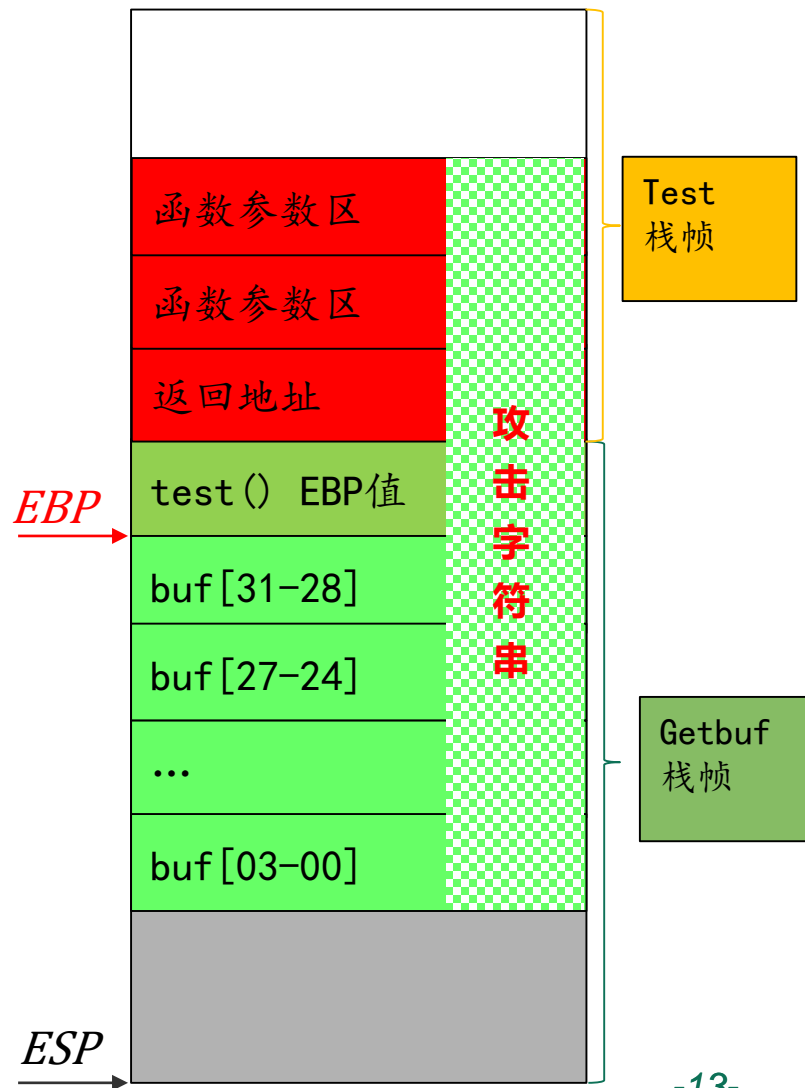 函数参数区
函数参数区
返回地址
test() EBP值
buf[31-28]
buf[27-24]
…
buf[03-00]
攻
击
字
符
串
EBP
ESP
Test
栈帧
Getbuf
栈帧
-13-